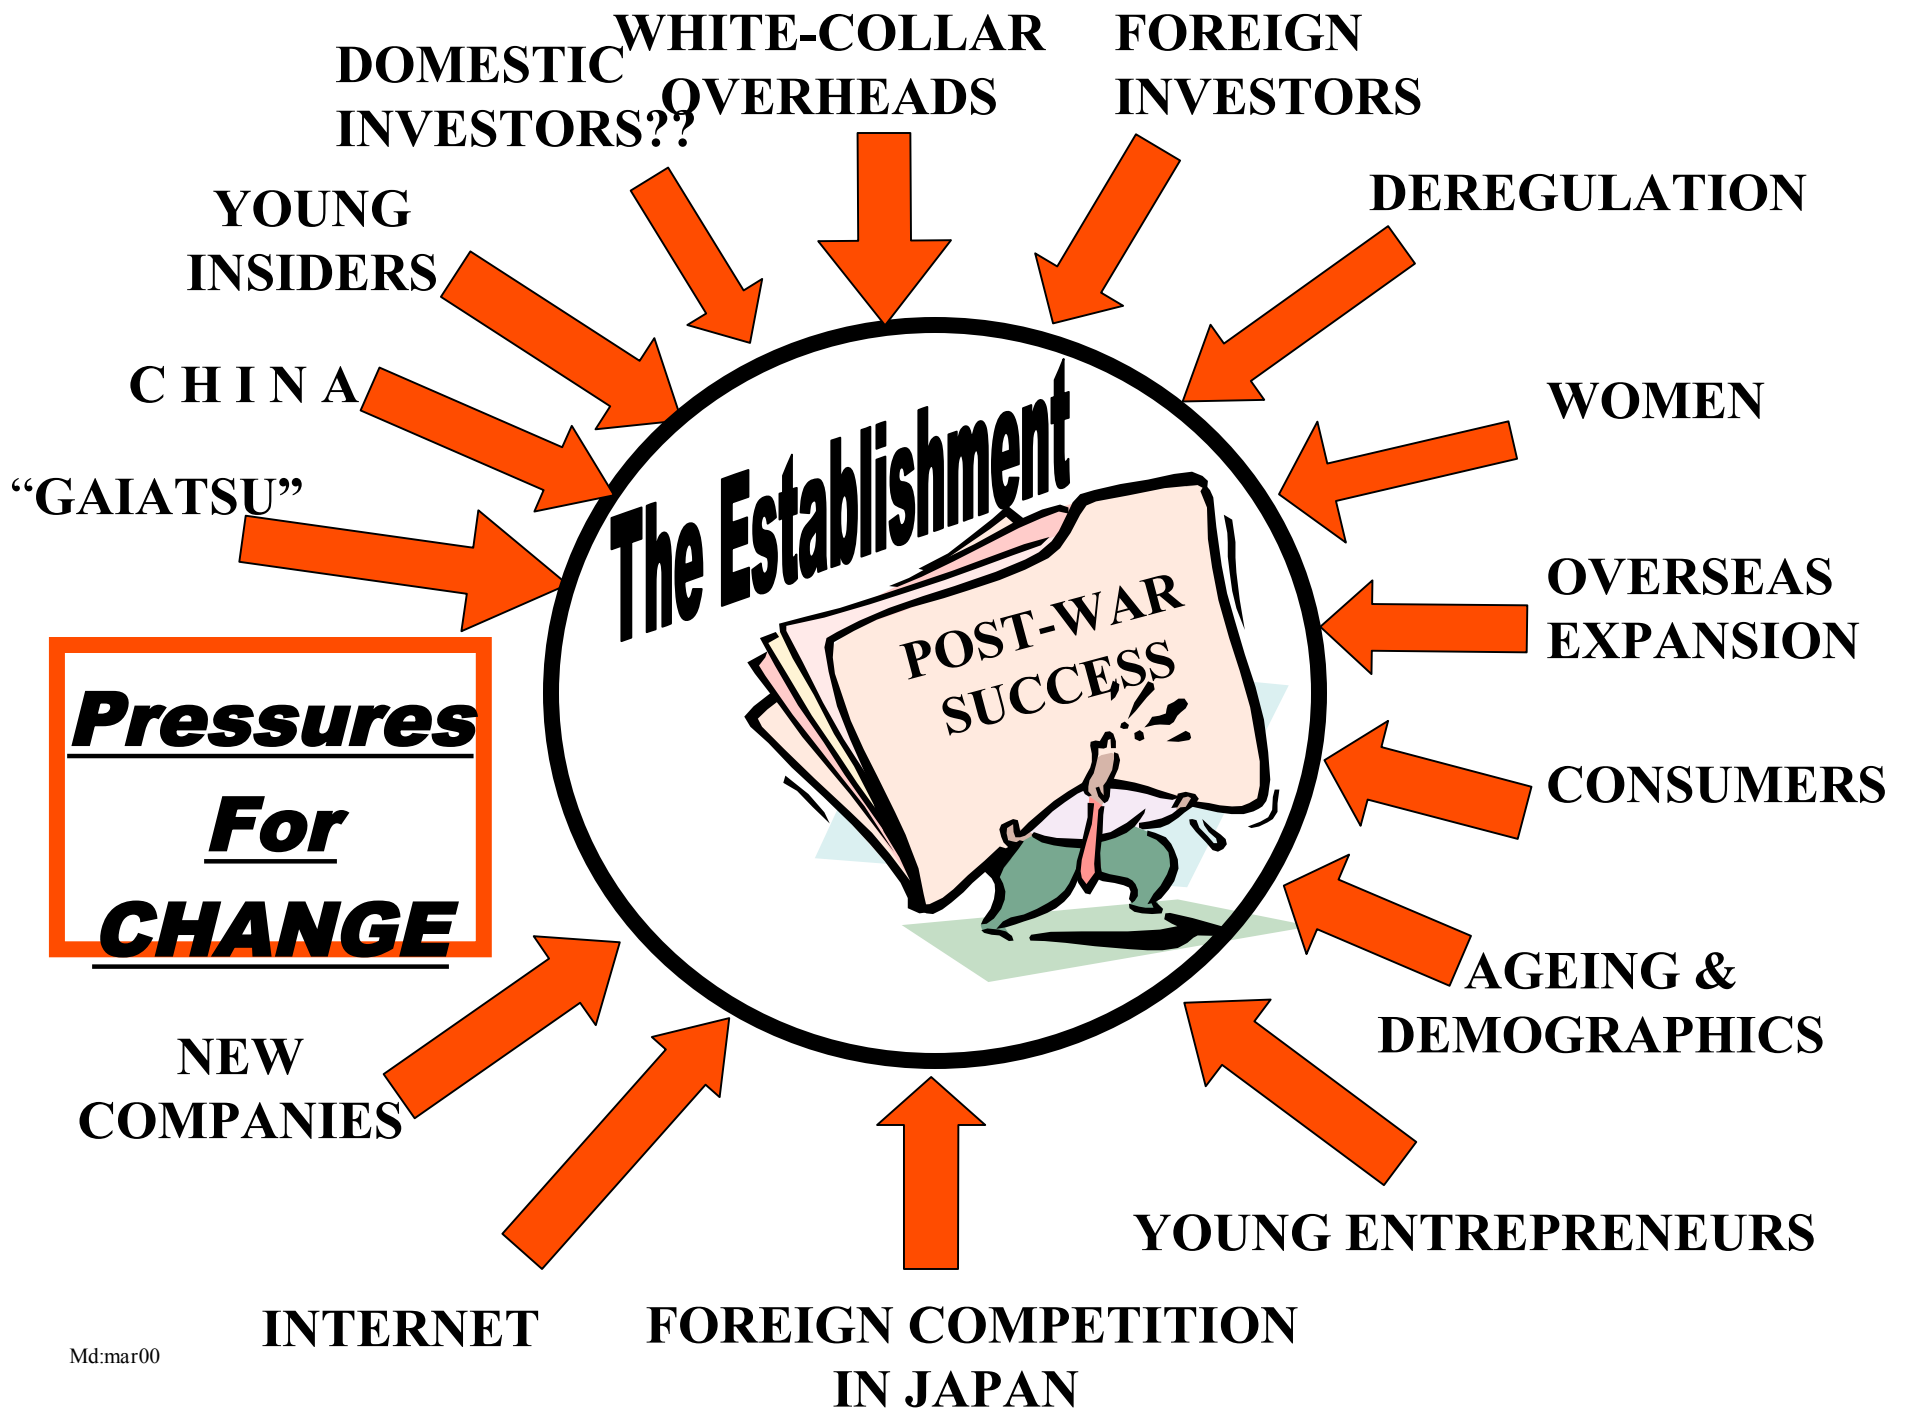 WHITE-COLLAR
OVERHEADS
FOREIGN
INVESTORS
DOMESTIC
INVESTORS??
DEREGULATION
YOUNG
INSIDERS
C H I N A
WOMEN
“GAIATSU”
The Establishment
POST-WAR
SUCCESS
OVERSEAS
EXPANSION
Pressures
For
CHANGE
CONSUMERS
AGEING &
DEMOGRAPHICS
NEW
COMPANIES
YOUNG ENTREPRENEURS
INTERNET
FOREIGN COMPETITION
IN JAPAN
Md:mar00